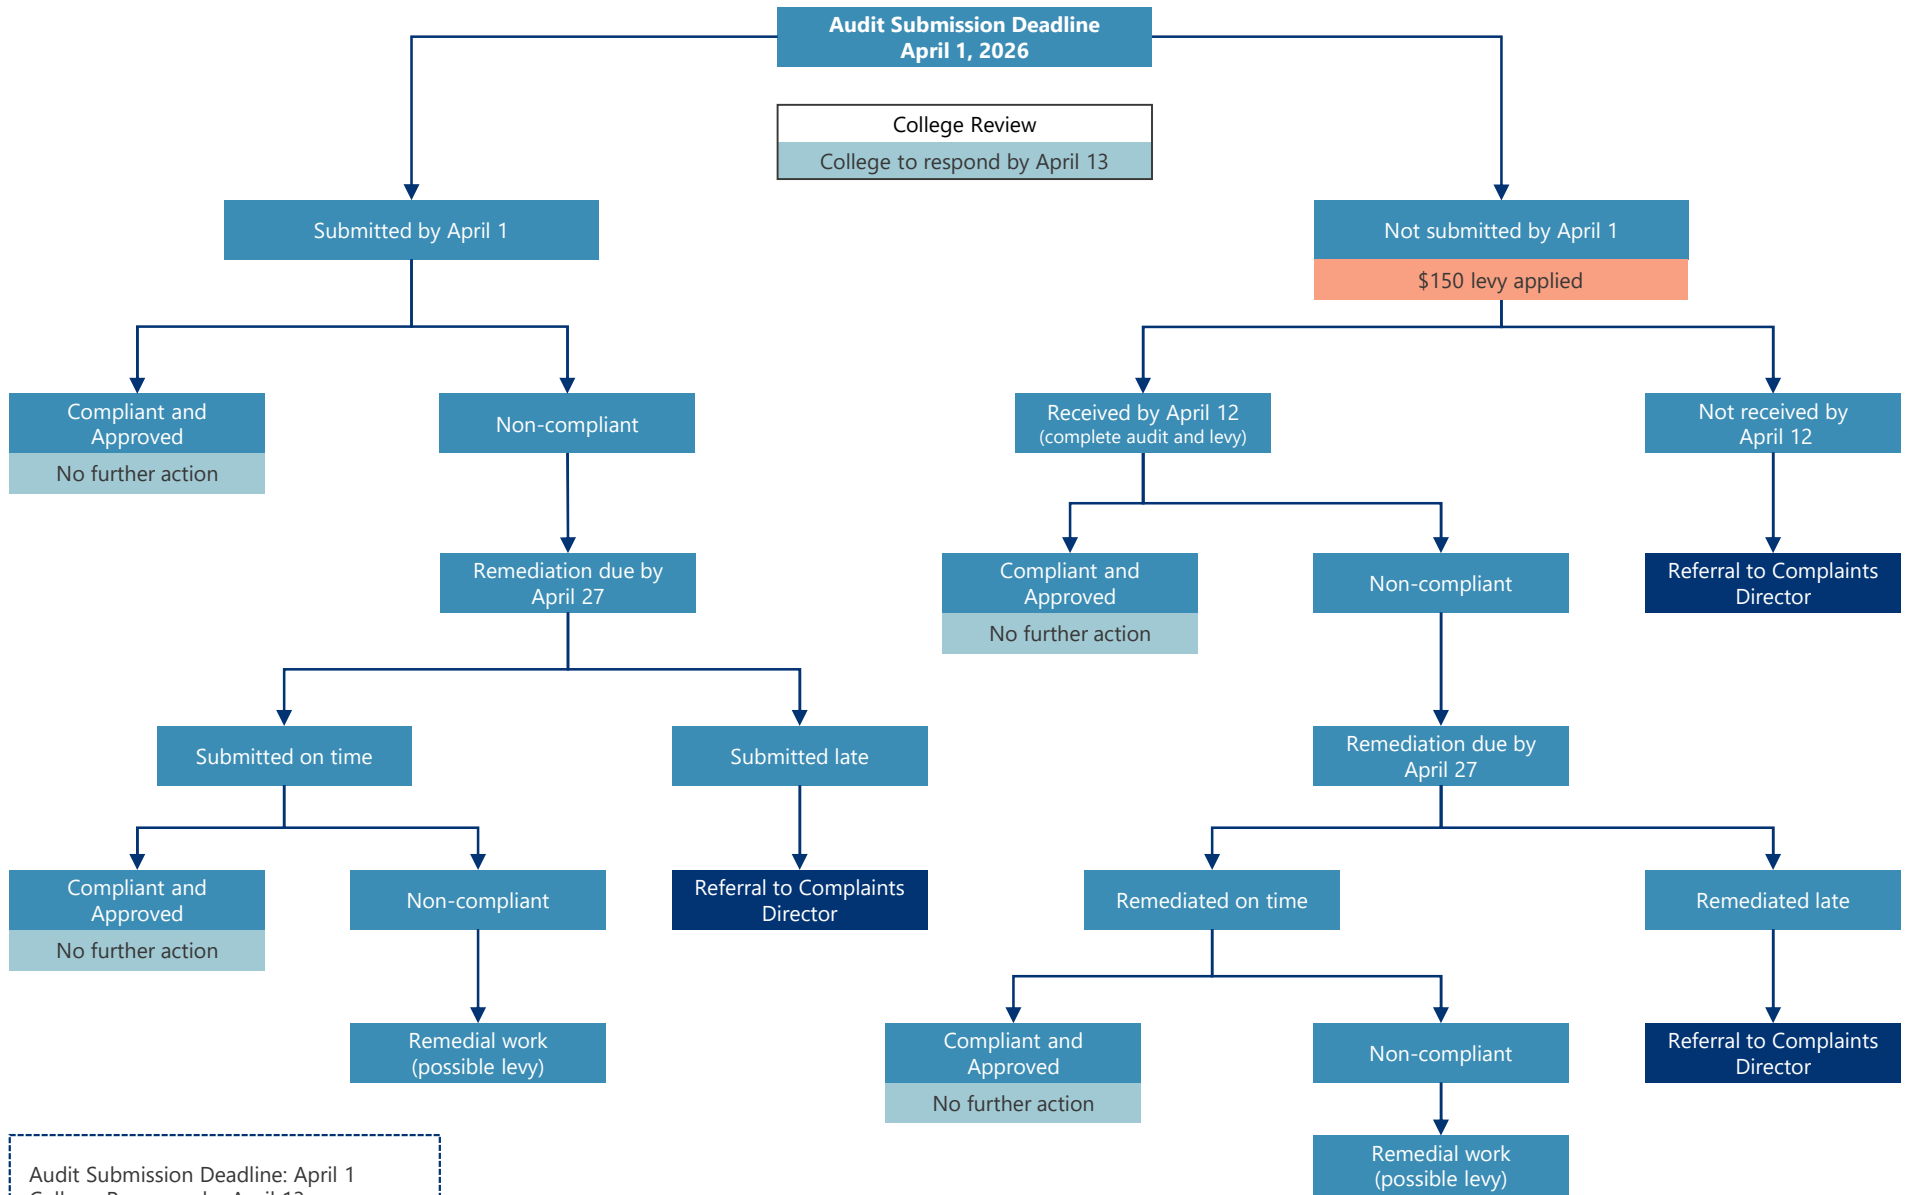 Audit Submission Deadline
April 1, 2026
College Review
College to respond by April 13
Submitted by April 1
Not submitted by April 1
$150 levy applied
Compliant and
Approved
No further action
Non-compliant
Received by April 12
(complete audit and levy)
Not received by
April 12
Remediation due by
April 27
Compliant and
Approved
No further action
Non-compliant
Referral to Complaints
Director
Submitted on time
Submitted late
Remediation due by
April 27
Compliant and
Approved
No further action
Non-compliant
Referral to Complaints
Director
Remediated on time
Remediated late
Remedial work
(possible levy)
Compliant and
Approved
No further action
Non-compliant
Referral to Complaints
Director
Remedial work
(possible levy)
Audit Submission Deadline: April 1